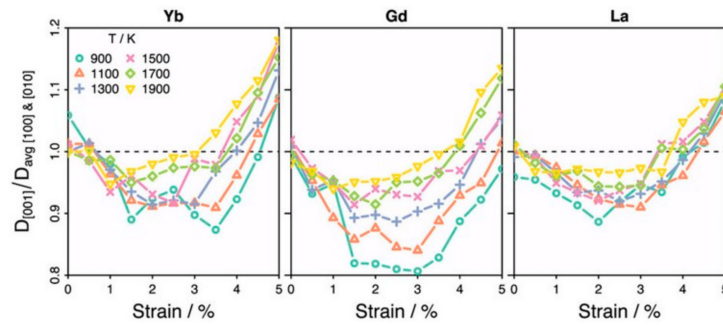 Yb Gd La
1.2
1.1
1.0
0.9
0.8
D[001]/Davg [100] & [010]
T / K
900 1500
1100 1700
1300 1900
0 1 2 3 4 5 0 1 2 3 4 5 0 1 2 3 4 5
Strain / % Strain / % Strain / %